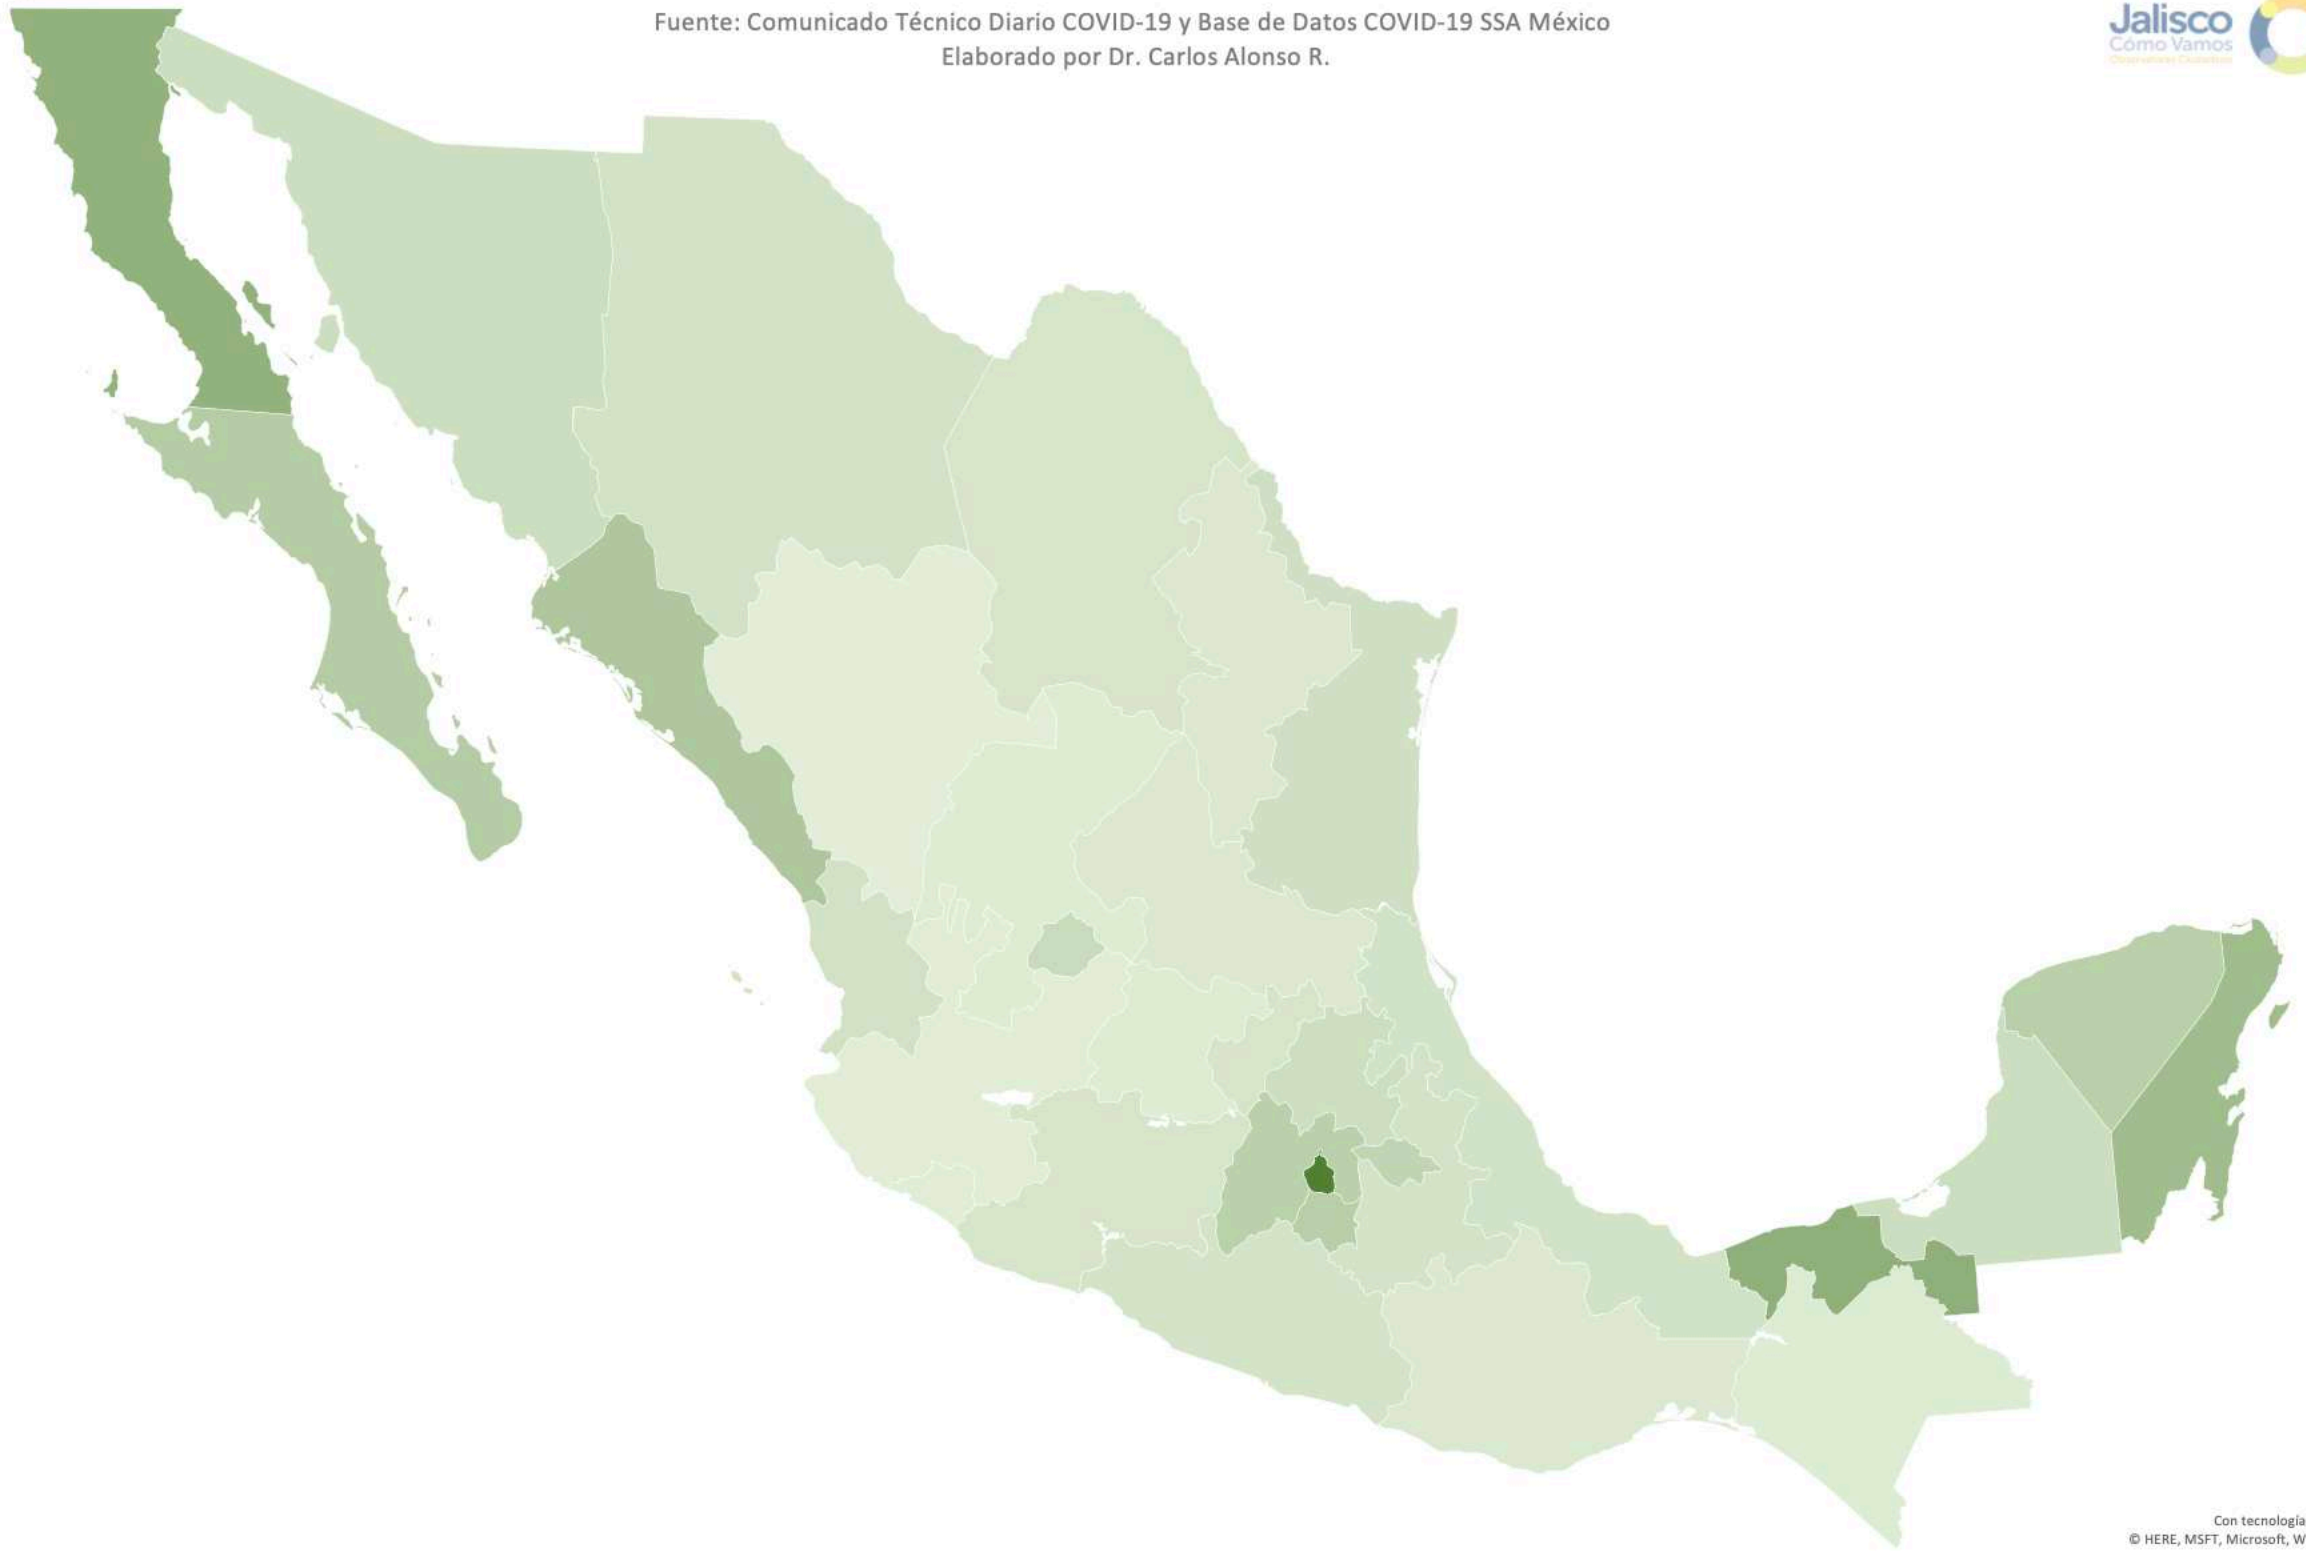 Fuente: Comunicado Técnico Diario COVID-19 y Base de Datos COVID-19 SSA México
Elaborado por Dr. Carlos Alonso R.
Jalisco
Cómo Vamos
Con tecnología
© HERE, MSFT, Microsoft, W